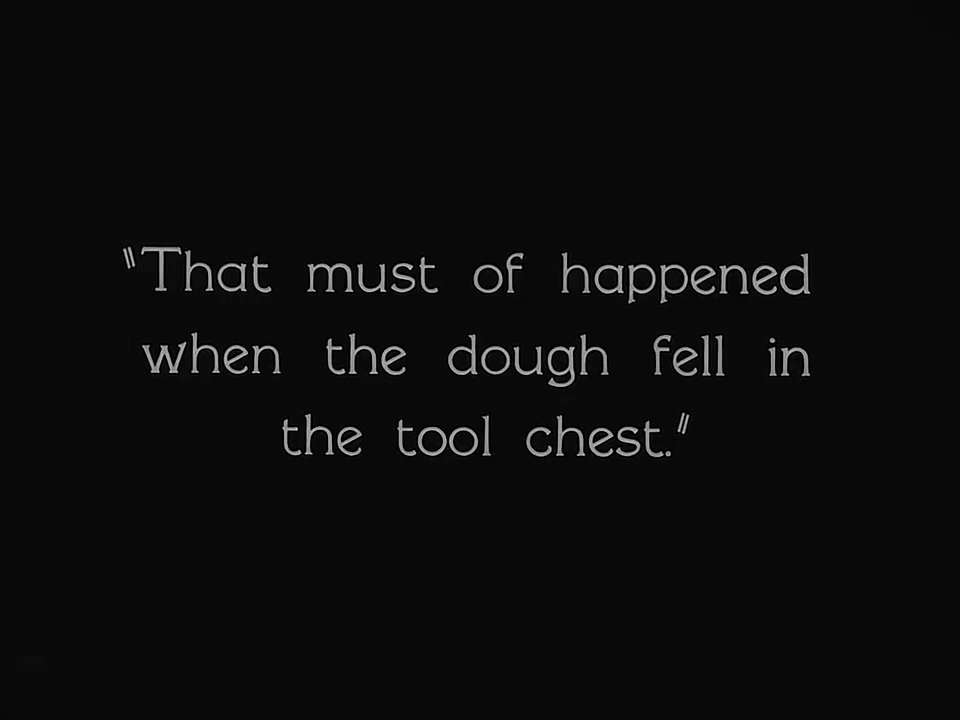 "That must of happened
when the dough fell in
the tool chest."